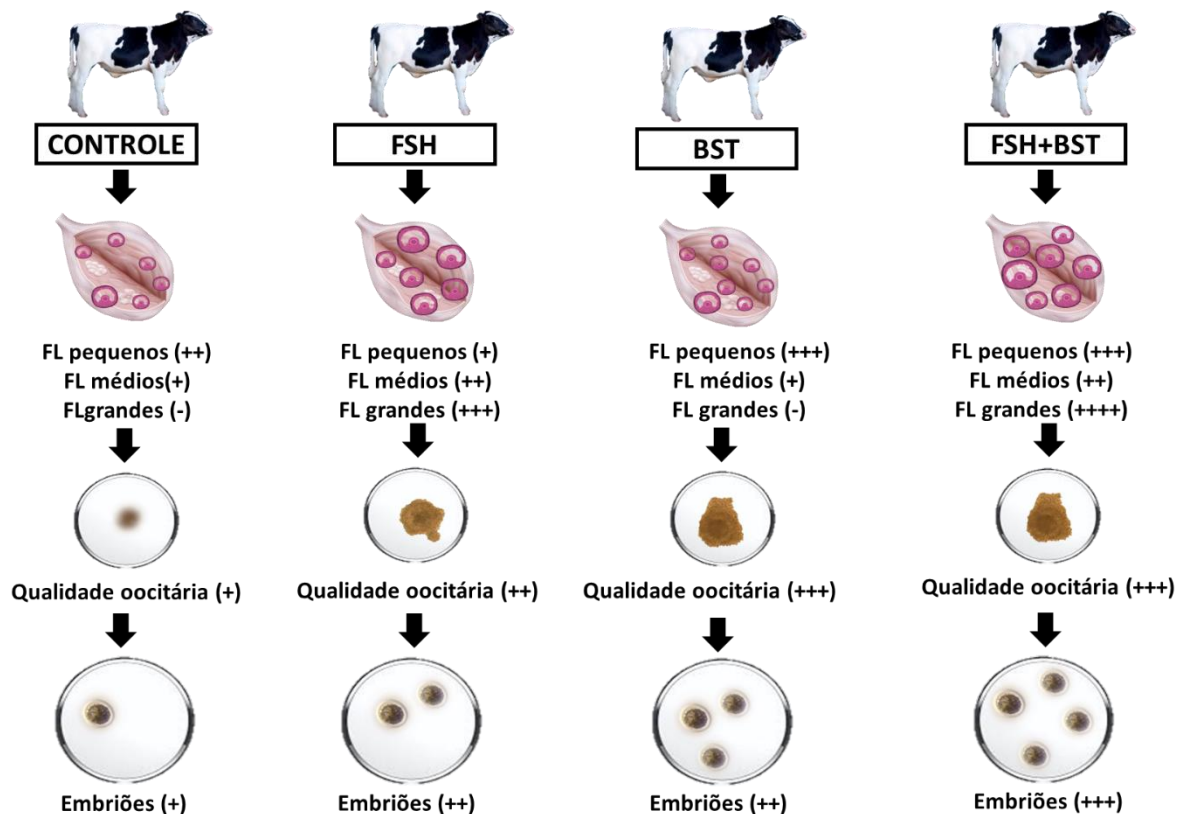 CONTROLE
FSH
BST
FSH+BST
FL pequenos (++)
FL médios(+)
FLgrandes (-)
FL pequenos (+)
FL médios (++)
FL grandes (+++)
FL pequenos (+++)
FL médios (+)
FL grandes (-)
FL pequenos (+++)
FL médios (++)
FL grandes (++++)
Qualidade oocitária (+)
Qualidade oocitária (++)
Qualidade oocitária (+++)
Qualidade oocitária (+++)
Embriões (+)
Embriões (++)
Embriões (++)
Embriões (+++)